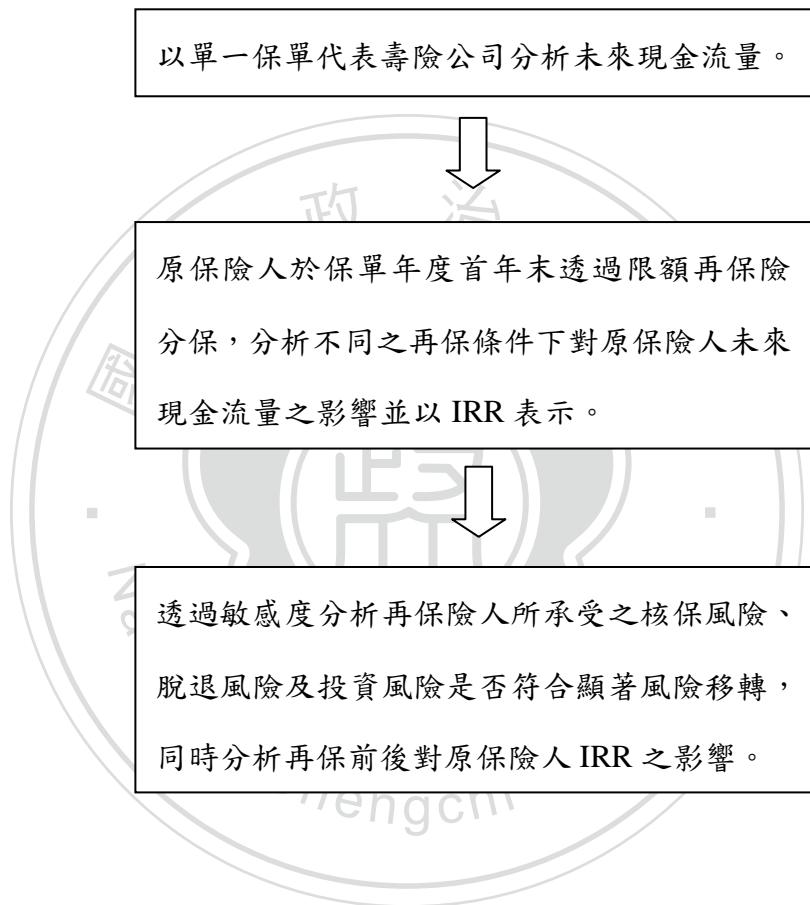 以單一保單代表壽險公司分析未來現金流量。
政 治
原保險人於保單年度首年末透過限額再保險
分保，分析不同之再保條件下對原保險人未來
現金流量之影響並以 IRR 表示。
透過敏感度分析再保險人所承受之核保風險、
脫退風險及投資風險是否符合顯著風險移轉，
同時分析再保前後對原保險人 IRR 之影響。
hengchi